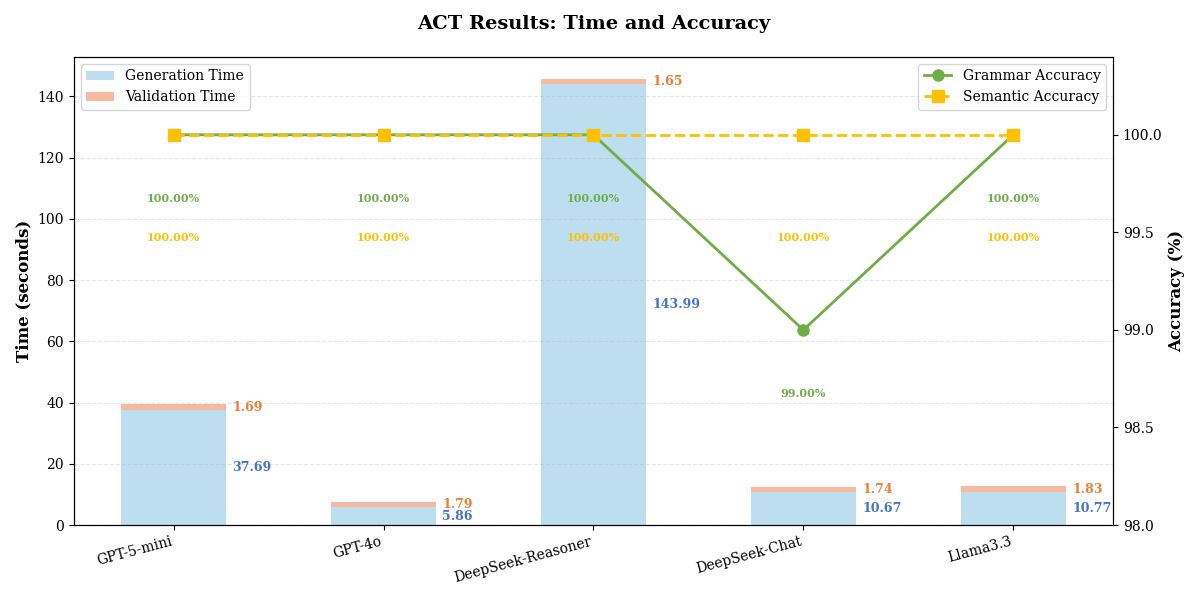 ACT Results: Time and Accuracy
Generation Time
Validation Time
Grammar Accuracy
Semantic Accuracy
Time (seconds)
140
120
100
80
60
40
20
0
Accuracy (%)
100.0
99.5
99.0
98.5
98.0
1.65
100.00% 100.00% 100.00% 100.00%
100.00% 100.00% 100.00% 100.00% 100.00%
143.99
99.00%
1.69
37.69
1.79
5.86
1.74
10.67
1.83
10.77
GPT-5-mini
GPT-4o
DeepSeek-Reasoner
DeepSeek-Chat
Llama3.3